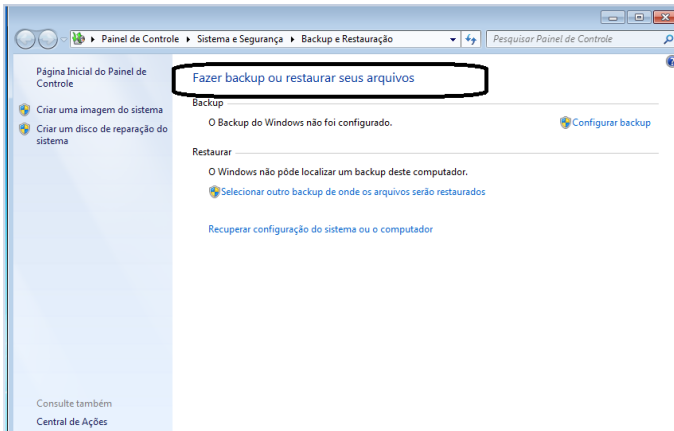 Painel de Controle Sistema e Segurança Backup e Restauração Pesquisar Painel de Controle
Página Inicial do Painel de
Controle
Criar uma imagem do sistema
Criar um disco de reparação do
sistema
Fazer backup ou restaurar seus arquivos
Backup
O Backup do Windows não foi configurado. Configurar backup
Restaurar
O Windows não pôde localizar um backup deste computador.
Selecionar outro backup de onde os arquivos serão restaurados
Recuperar configuração do sistema ou o computador
Consulte também
Central de Ações